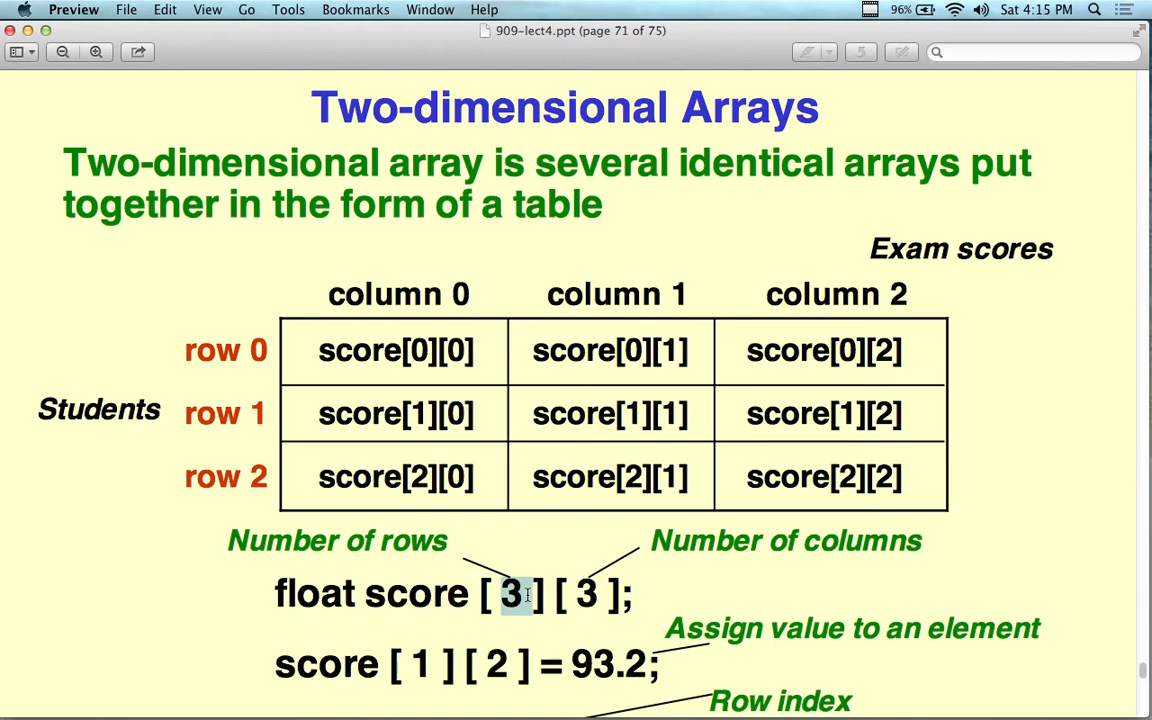 Preview File Edit View Go Tools Bookmarks Window Help 96% Sat 4:15 PM
909-lect4.ppt (page 71 of 75)
Two-dimensional Arrays
Two-dimensional array is several identical arrays put
together in the form of a table
Exam scores
column 0 column 1 column 2
row 0 score[0][0] score[0][1] score[0][2]
Students row 1 score[1][0] score[1][1] score[1][2]
row 2 score[2][0] score[2][1] score[2][2]
Number of rows Number of columns
float score [ 3 ] [ 3 ];
Assign value to an element
score [ 1 ] [ 2 ] = 93.2;
Row index